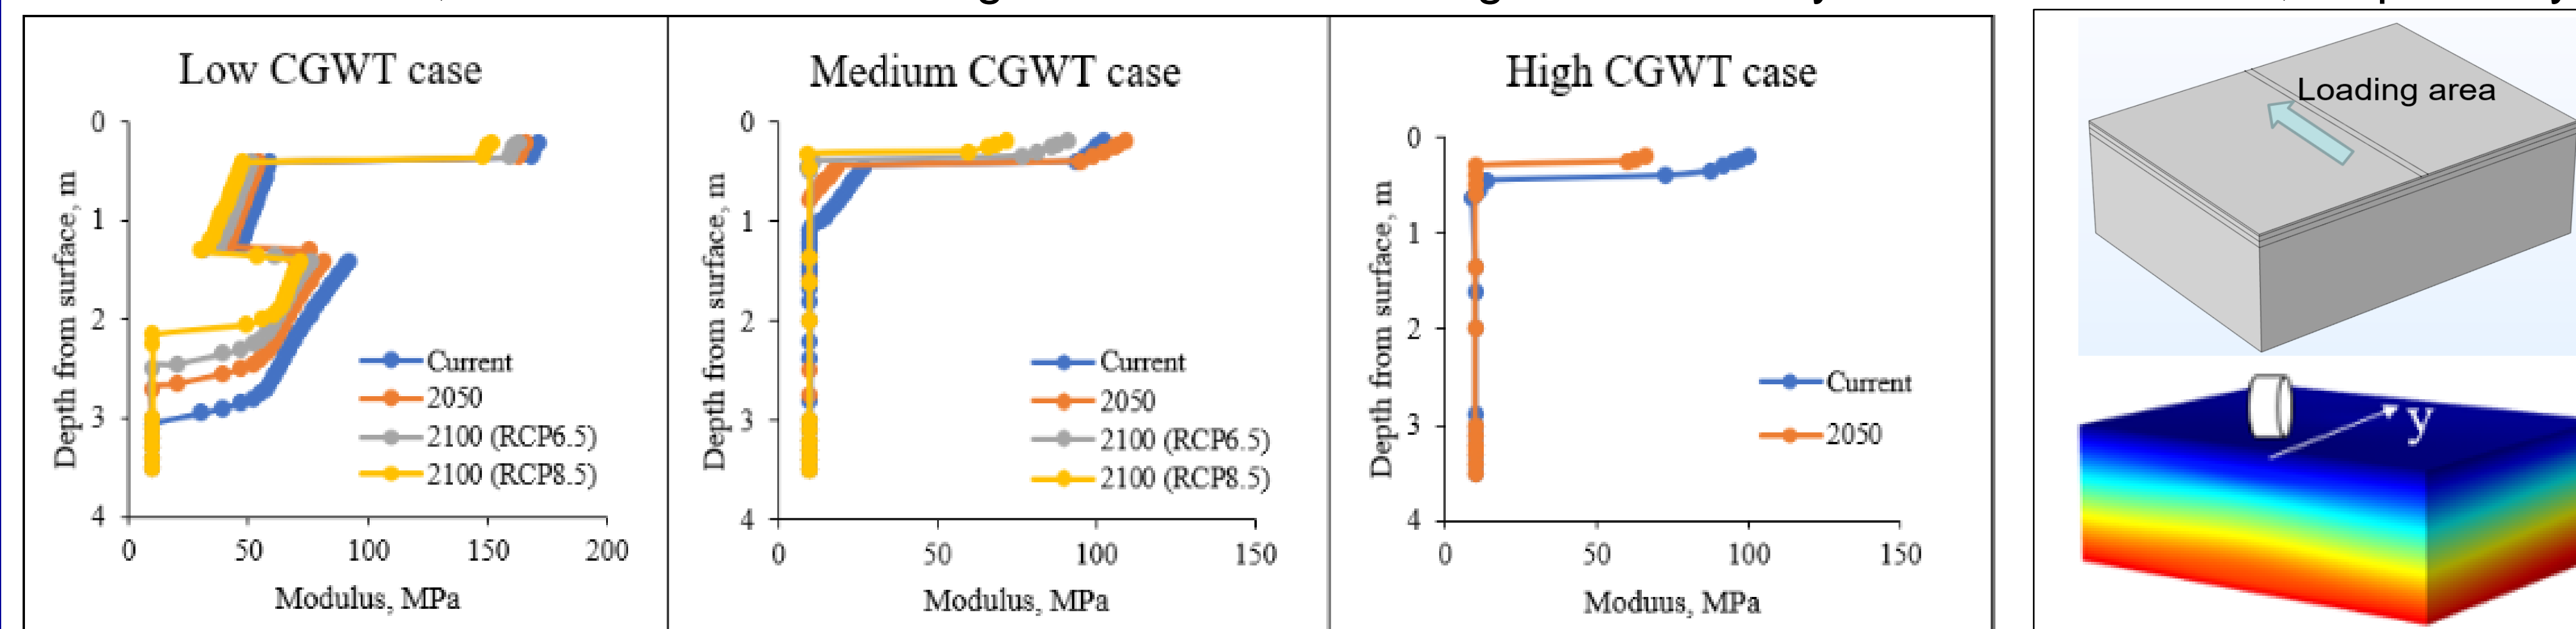 Low CGWT case
0
1
2
3
4
Depth from surface, m
Current
2050
2100 (RCP6.5)
2100 (RCP8.5)
0 50 100 150 200
Modulus, MPa
Medium CGWT case
0
1
2
3
4
Depth from surface, m
Current
2050
2100 (RCP6.5)
2100 (RCP8.5)
0 50 100 150
Modulus, MPa
High CGWT case
0
1
2
3
4
Depth from surface, m
Current
2050
0 50 100 150
Moduus, MPa
Loading area
y